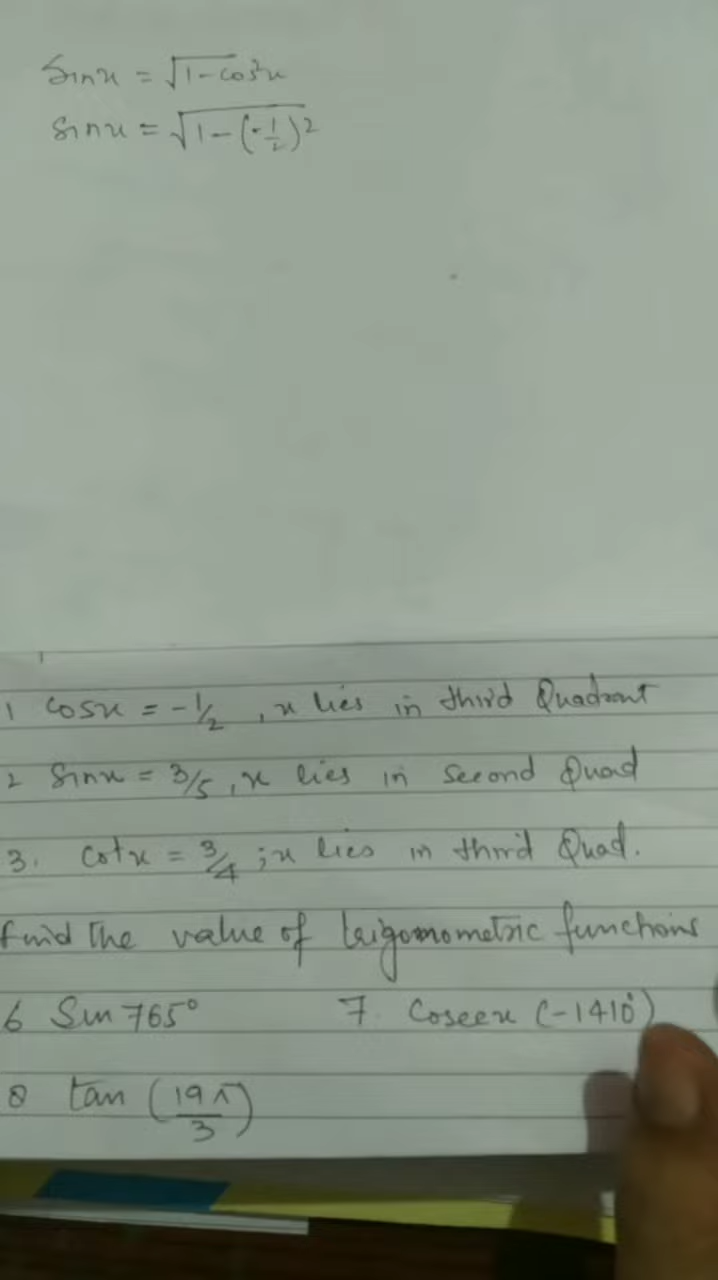 Sinx = √1-cos²x
sinx = √1-(-1/2)²
1 cosx = -1/2 , x lies in third Quadrant
2 Sinx = 3/5 , x lies in second Quad
3. cotx = 3/4 ; x lies in third Quad.
find the value of trigomometric functions
6 Sin 765° 7. Cosecx (-1410°)
8 tan (19π/3)